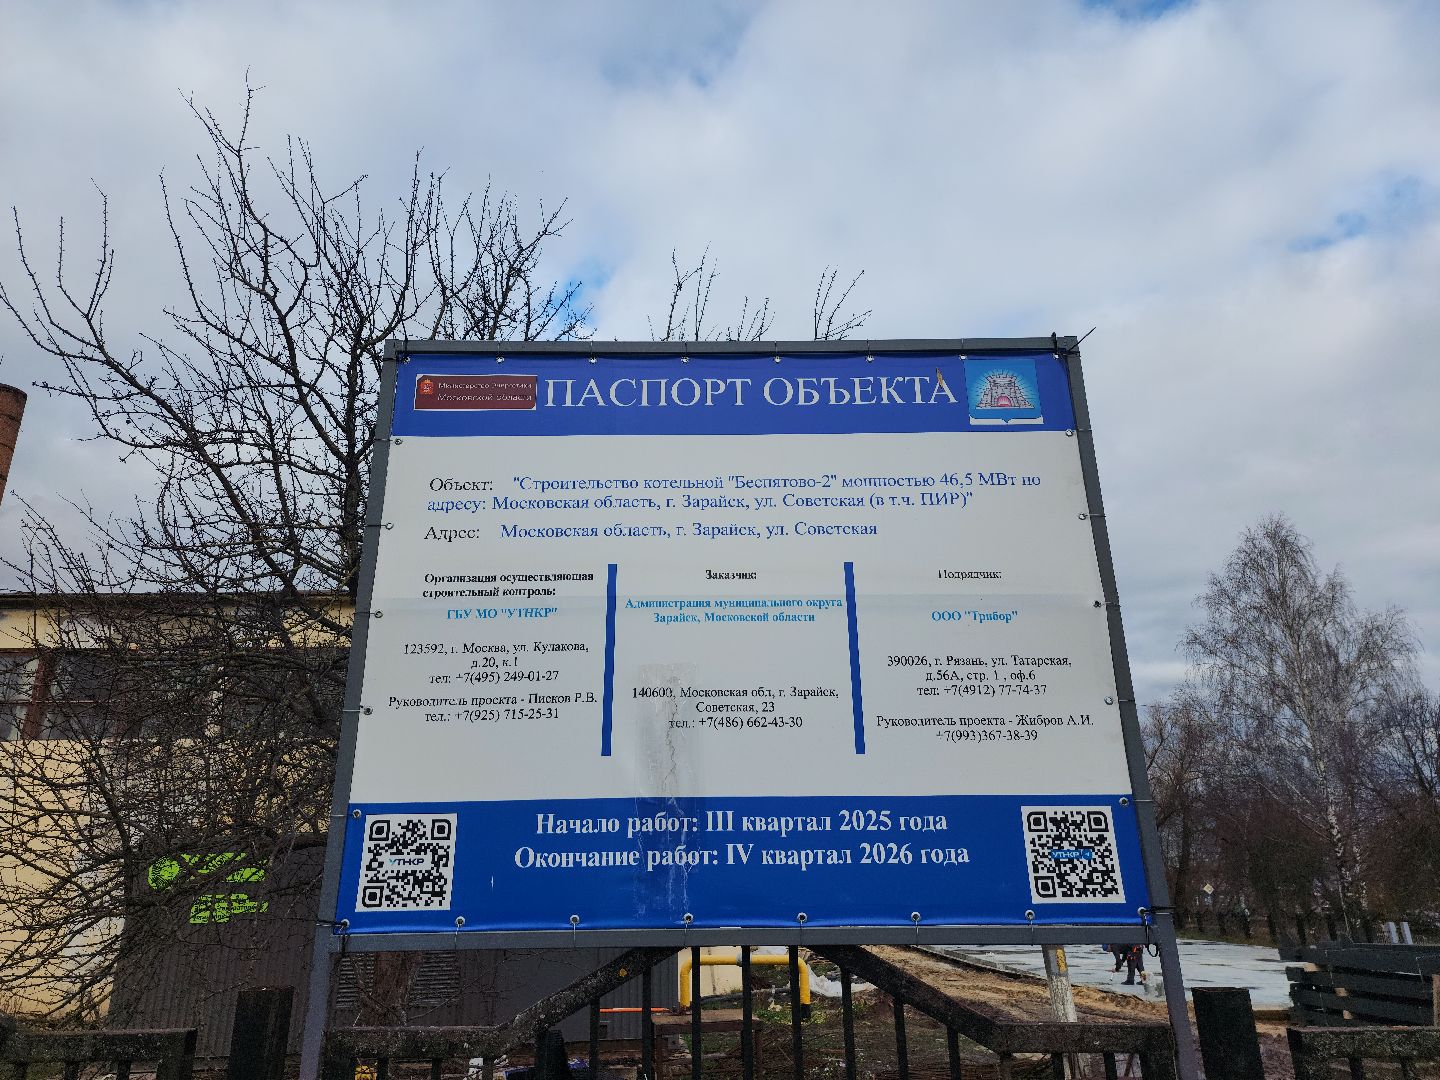 Министерство Энергетики
Московской области
ПАСПОРТ ОБЪЕКТА
Объект: "Строительство котельной "Беспятово-2" мощностью 46,5 МВт по
адресу: Московская область, г. Зарайск, ул. Советская (в т.ч. ПИР)"
Адрес: Московская область, г. Зарайск, ул. Советская
Организация осуществляющая
строительный контроль:
ГБУ МО "УТНКР"
123592, г. Москва, ул. Кулакова,
д.20, к.1
тел: +7(495) 249-01-27
Руководитель проекта - Писков Р.В.
тел.: +7(925) 715-25-31
Заказчик:
Администрация муниципального округа
Зарайск, Московской области
140600, Московская обл, г. Зарайск,
Советская, 23
тел.: +7(486) 662-43-30
Подрядчик:
ООО "Трибор"
390026, г. Рязань, ул. Татарская,
д.56А, стр. 1 , оф.6
тел: +7(4912) 77-74-37
Руководитель проекта - Жибров А.И.
+7(993)367-38-39
Начало работ: III квартал 2025 года
Окончание работ: IV квартал 2026 года
УТНКР
УТНКР